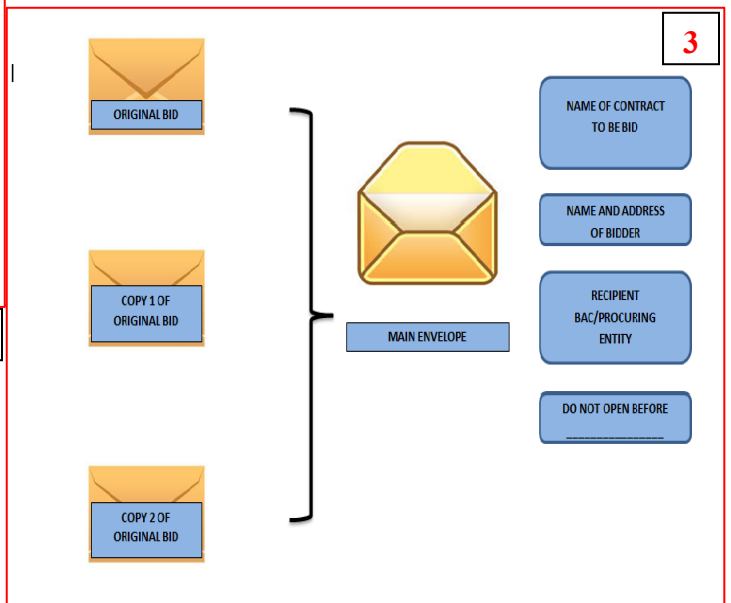 3
ORIGINAL BID
COPY 1 OF
ORIGINAL BID
COPY 2 OF
ORIGINAL BID
MAIN ENVELOPE
NAME OF CONTRACT
TO BE BID
NAME AND ADDRESS
OF BIDDER
RECIPIENT
BAC/PROCURING
ENTITY
DO NOT OPEN BEFORE
________________